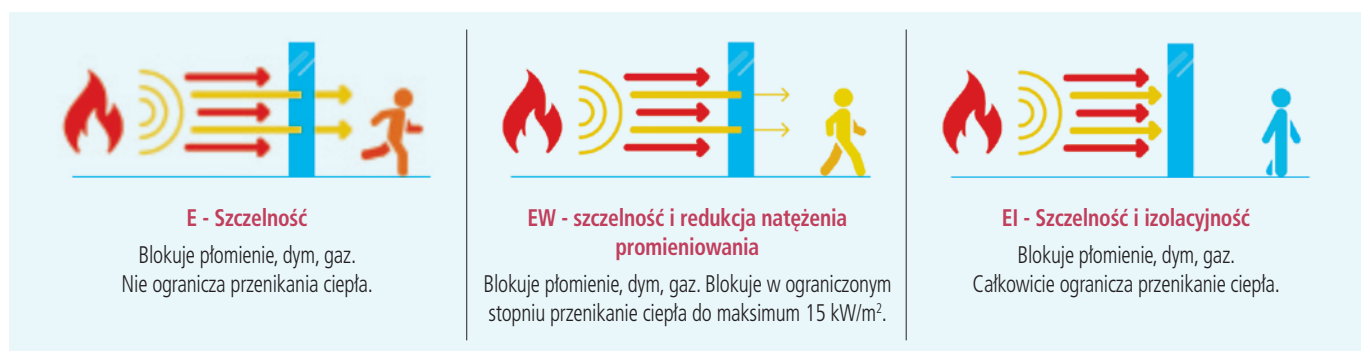 E - Szczelność
Blokuje płomienie, dym, gaz.
Nie ogranicza przenikania ciepła.
EW - szczelność i redukcja natężenia
promieniowania
Blokuje płomienie, dym, gaz. Blokuje w ograniczonym
stopniu przenikanie ciepła do maksimum 15 kW/m².
EI - Szczelność i izolacyjność
Blokuje płomienie, dym, gaz.
Całkowicie ogranicza przenikanie ciepła.